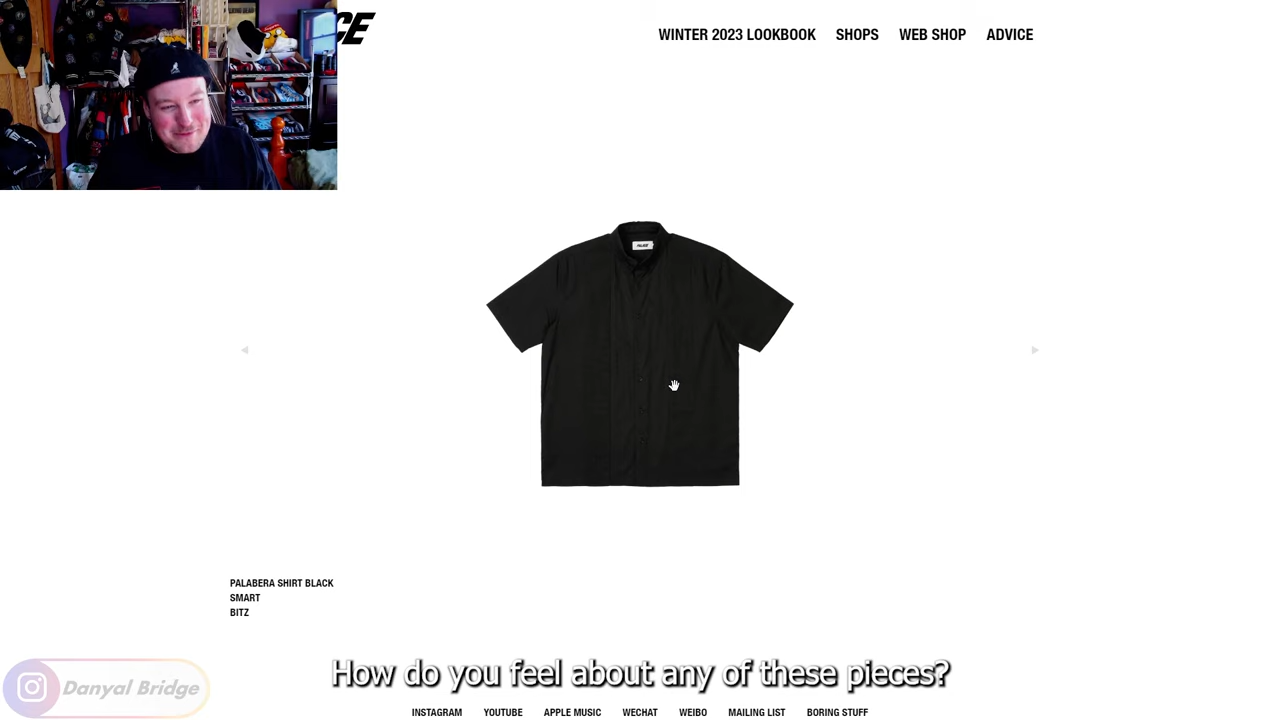 CE
WINTER 2023 LOOKBOOK SHOPS WEB SHOP ADVICE
PALACE
PALABERA SHIRT BLACK
SMART
BITZ
Danyal Bridge
How do you feel about any of these pieces?
INSTAGRAM YOUTUBE APPLE MUSIC WECHAT WEIBO MAILING LIST BORING STUFF